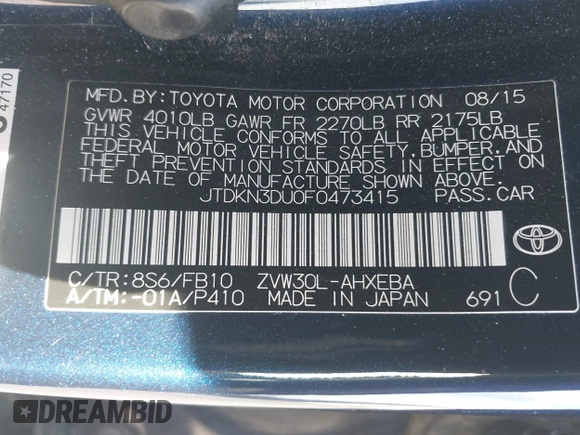 47170
MFD.BY:TOYOTA MOTOR CORPORATION 08/15
GVWR 4010LB GAWR FR 2270LB RR 2175LB
THIS VEHICLE CONFORMS TO ALL APPLICABLE
FEDERAL MOTOR VEHICLE SAFETY, BUMPER, AND
THEFT PREVENTION STANDARDS IN EFFECT ON
THE DATE OF MANUFACTURE SHOWN ABOVE.
JTDKN3DU0F0473415 PASS.CAR
C/TR:8S6/FB10 ZVW30L-AHXEBA
A/TM:-01A/P410 MADE IN JAPAN 691 C
TOYOTA
DREAMBID